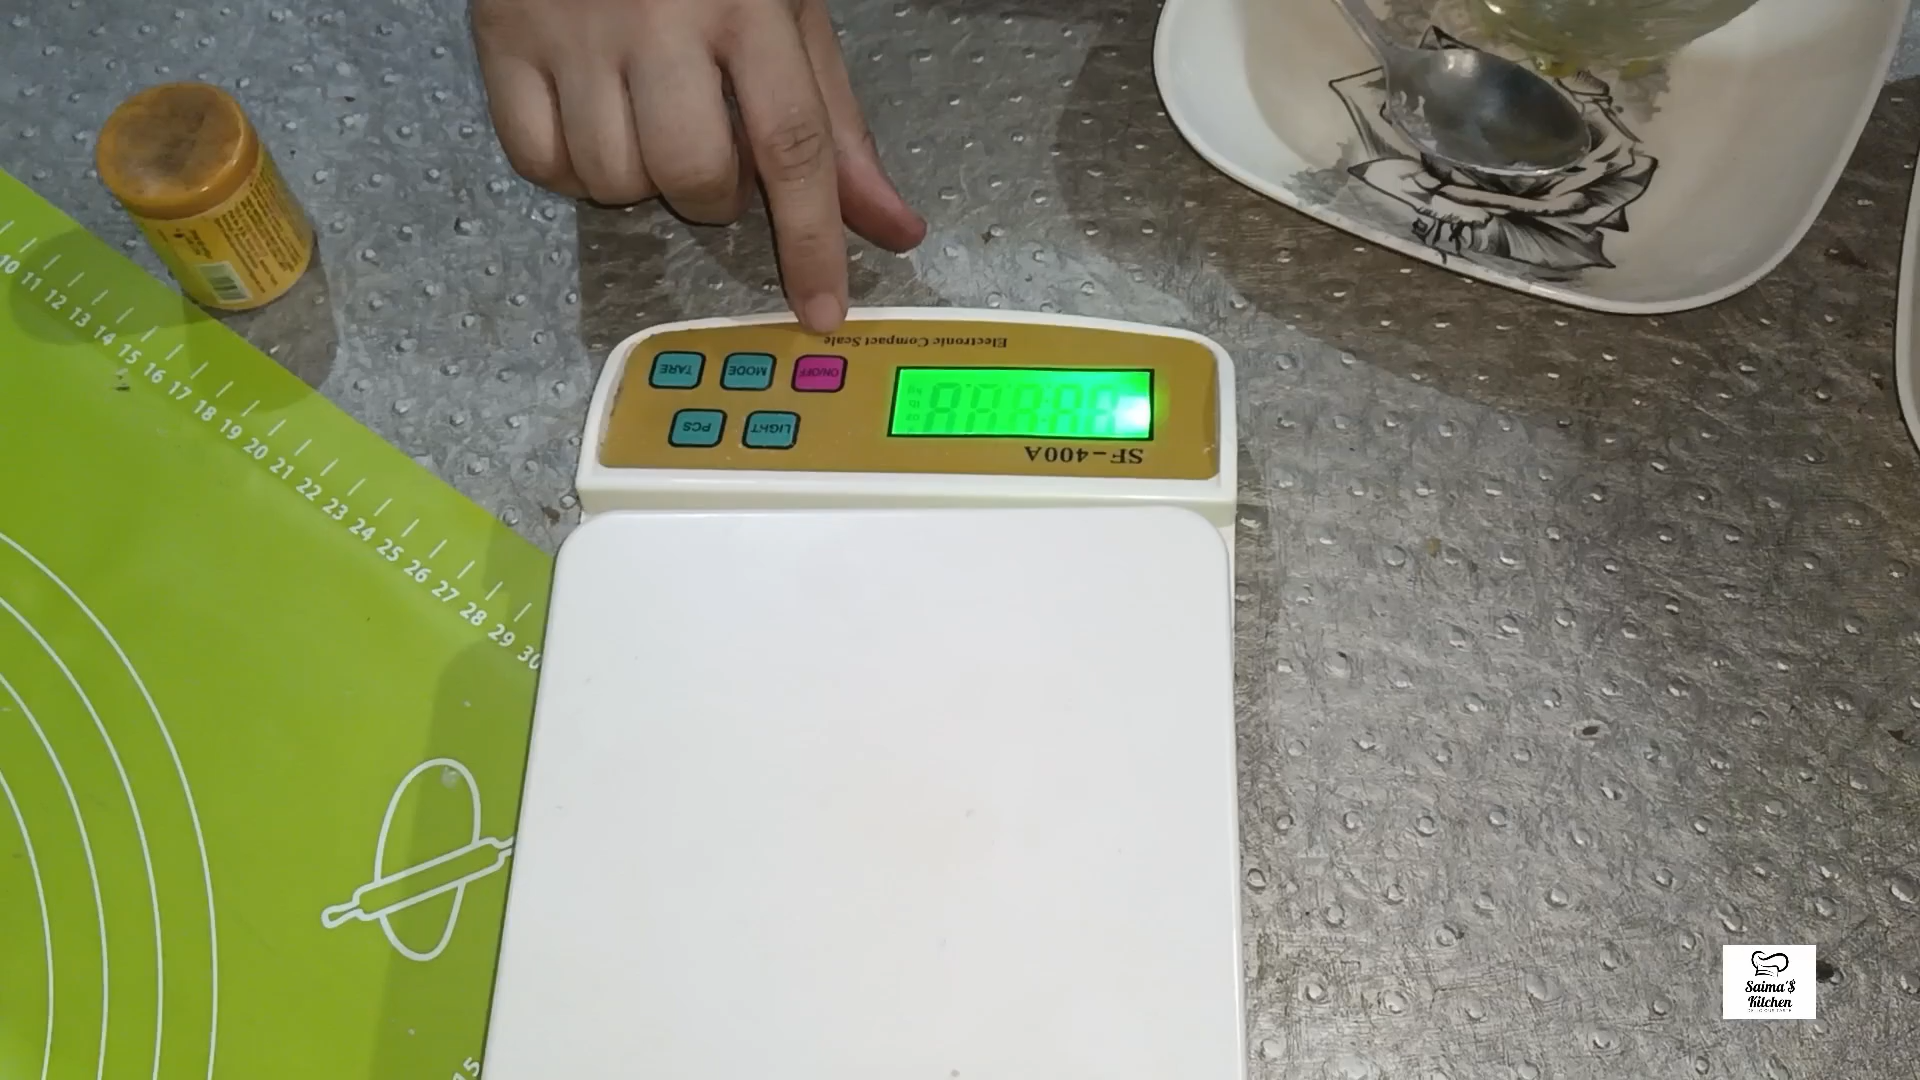 Electronic Compact Scale
TARE
MODE
ON/OFF
PCS
LIGHT
SF-400A
10 11 12 13 14 15 16 17 18 19 20 21 22 23 24 25 26 27 28 29 30
Saima'$
Kitchen